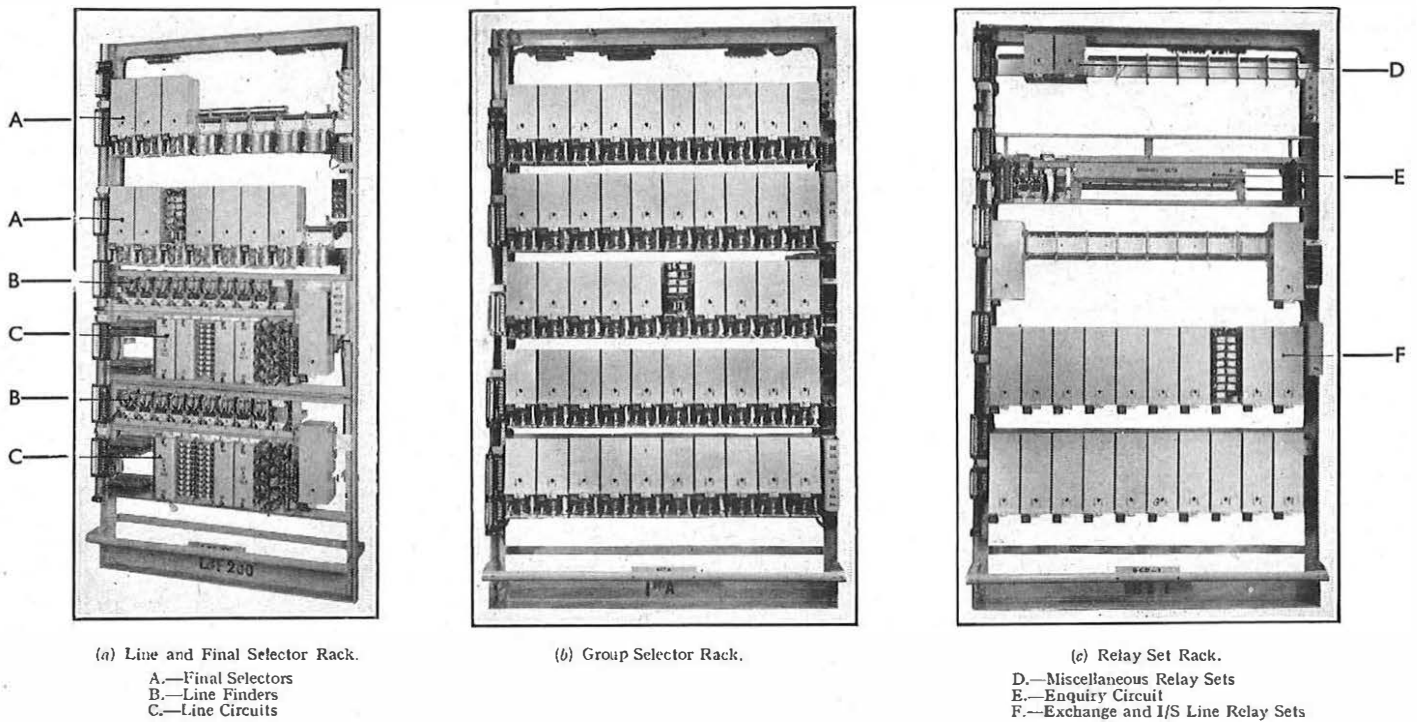 A
A
B
C
B
C
D
E
F
(a) Line and Final Selector Rack.
A.—Final Selectors
B.—Line Finders
C.—Line Circuits
(b) Group Selector Rack.
(c) Relay Set Rack.
D.—Miscellaneous Relay Sets
E.—Enquiry Circuit
F.—Exchange and I/S Line Relay Sets